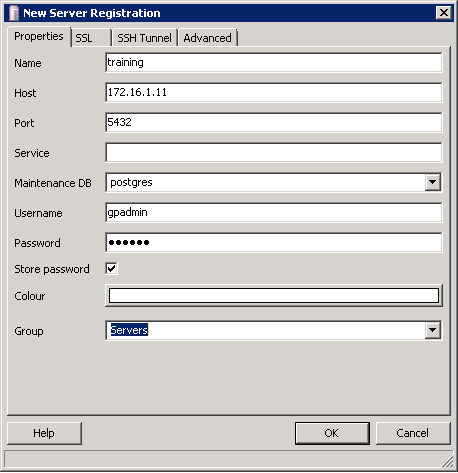 New Server Registration
Properties SSL SSH Tunnel Advanced
Name training
Host 172.16.1.11
Port 5432
Service
Maintenance DB postgres
Username gpadmin
Password ●●●●●●
Store password
Colour
Group Servers
Help OK Cancel